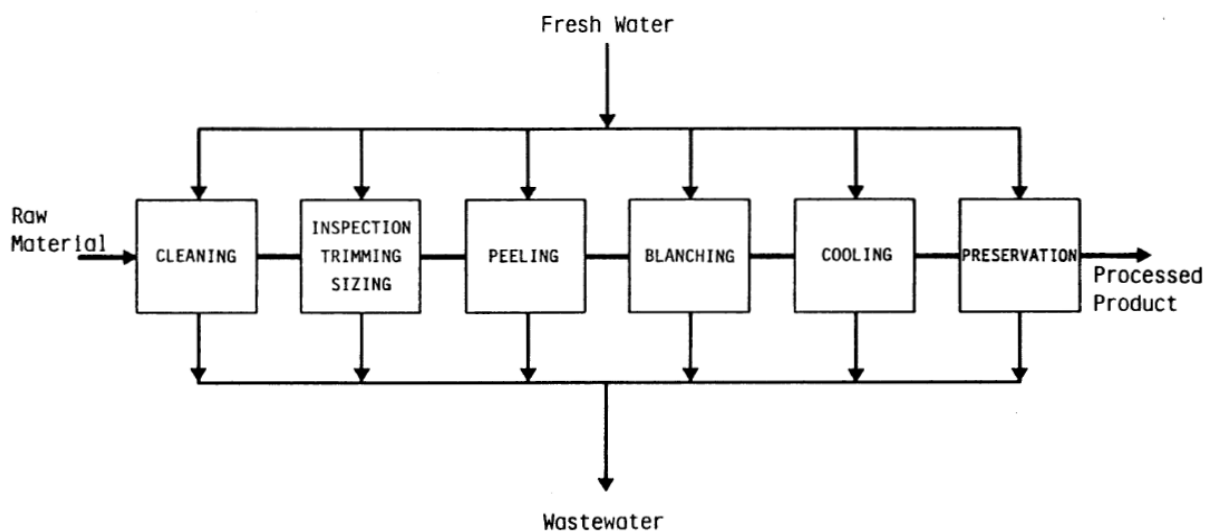 Fresh Water
Raw
Material
CLEANING
INSPECTION
TRIMMING
SIZING
PEELING
BLANCHING
COOLING
PRESERVATION
Processed
Product
Wastewater